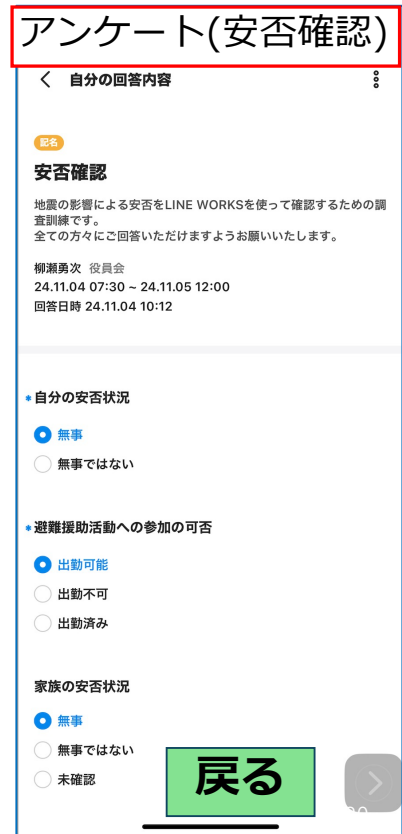 アンケート(安否確認)
自分の回答内容
記名
安否確認
地震の影響による安否をLINE WORKSを使って確認するための調
査訓練です。
全ての方々にご回答いただけますようお願いいたします。
柳瀬勇次 役員会
24.11.04 07:30 ~ 24.11.05 12:00
回答日時 24.11.04 10:12
*自分の安否状況
無事
無事ではない
*避難援助活動への参加の可否
出勤可能
出勤不可
出勤済み
家族の安否状況
無事
無事ではない
未確認
戻る